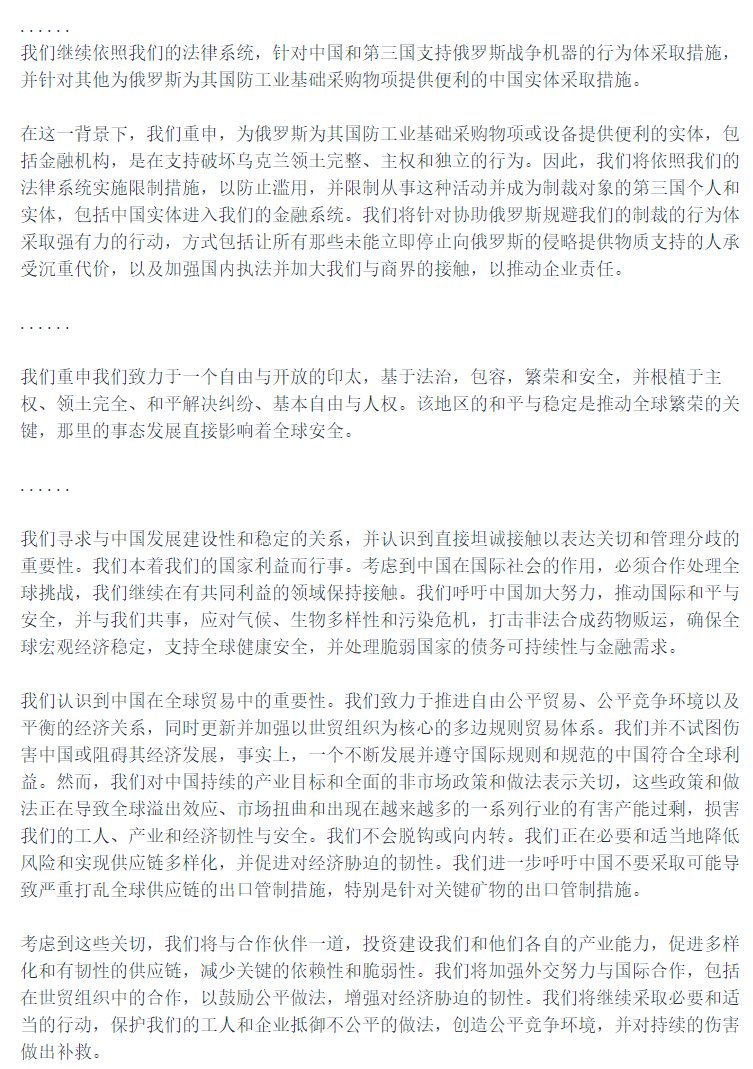 ......
我们继续依照我们的法律系统，针对中国和第三国支持俄罗斯战争机器的行为体采取措施，
并针对其他为俄罗斯为其国防工业基础采购物项提供便利的中国实体采取措施。
在这一背景下，我们重申，为俄罗斯为其国防工业基础采购物项或设备提供便利的实体，包
括金融机构，是在支持破坏乌克兰领土完整、主权和独立的行为。因此，我们将依照我们的
法律系统实施限制措施，以防止滥用，并限制从事这种活动并成为制裁对象的第三国个人和
实体，包括中国实体进入我们的金融系统。我们将针对协助俄罗斯规避我们的制裁的行为体
采取强有力的行动，方式包括让所有那些未能立即停止向俄罗斯的侵略提供物质支持的人承
受沉重代价，以及加强国内执法并加大我们与商界的接触，以推动企业责任。
......
我们重申我们致力于一个自由与开放的印太，基于法治，包容，繁荣和安全，并根植于主
权、领土完全、和平解决纠纷、基本自由与人权。该地区的和平与稳定是推动全球繁荣的关
键，那里的事态发展直接影响着全球安全。
......
我们寻求与中国发展建设性和稳定的关系，并认识到直接坦诚接触以表达关切和管理分歧的
重要性。我们本着我们的国家利益而行事。考虑到中国在国际社会的作用，必须合作处理全
球挑战，我们继续在有共同利益的领域保持接触。我们呼吁中国加大努力，推动国际和平与
安全，并与我们共事，应对气候、生物多样性和污染危机，打击非法合成药物贩运，确保全
球宏观经济稳定，支持全球健康安全，并处理脆弱国家的债务可持续性与金融需求。
我们认识到中国在全球贸易中的重要性。我们致力于推进自由公平贸易、公平竞争环境以及
平衡的经济关系，同时更新并加强以世贸组织为核心的多边规则贸易体系。我们并不试图伤
害中国或阻碍其经济发展，事实上，一个不断发展并遵守国际规则和规范的中国符合全球利
益。然而，我们对中国持续的产业目标和全面的非市场政策和做法表示关切，这些政策和做
法正在导致全球溢出效应、市场扭曲和出现在越来越多的一系列行业的有害产能过剩，损害
我们的工人、产业和经济韧性与安全。我们不会脱钩或向内转。我们正在必要和适当地降低
风险和实现供应链多样化，并促进对经济胁迫的韧性。我们进一步呼吁中国不要采取可能导
致严重打乱全球供应链的出口管制措施，特别是针对关键矿物的出口管制措施。
考虑到这些关切，我们将与合作伙伴一道，投资建设我们和他们各自的产业能力，促进多样
化和有韧性的供应链，减少关键的依赖性和脆弱性。我们将加强外交努力与国际合作，包括
在世贸组织中的合作，以鼓励公平做法，增强对经济胁迫的韧性。我们将继续采取必要和适
当的行动，保护我们的工人和企业抵御不公平的做法，创造公平竞争环境，并对持续的伤害
做出补救。